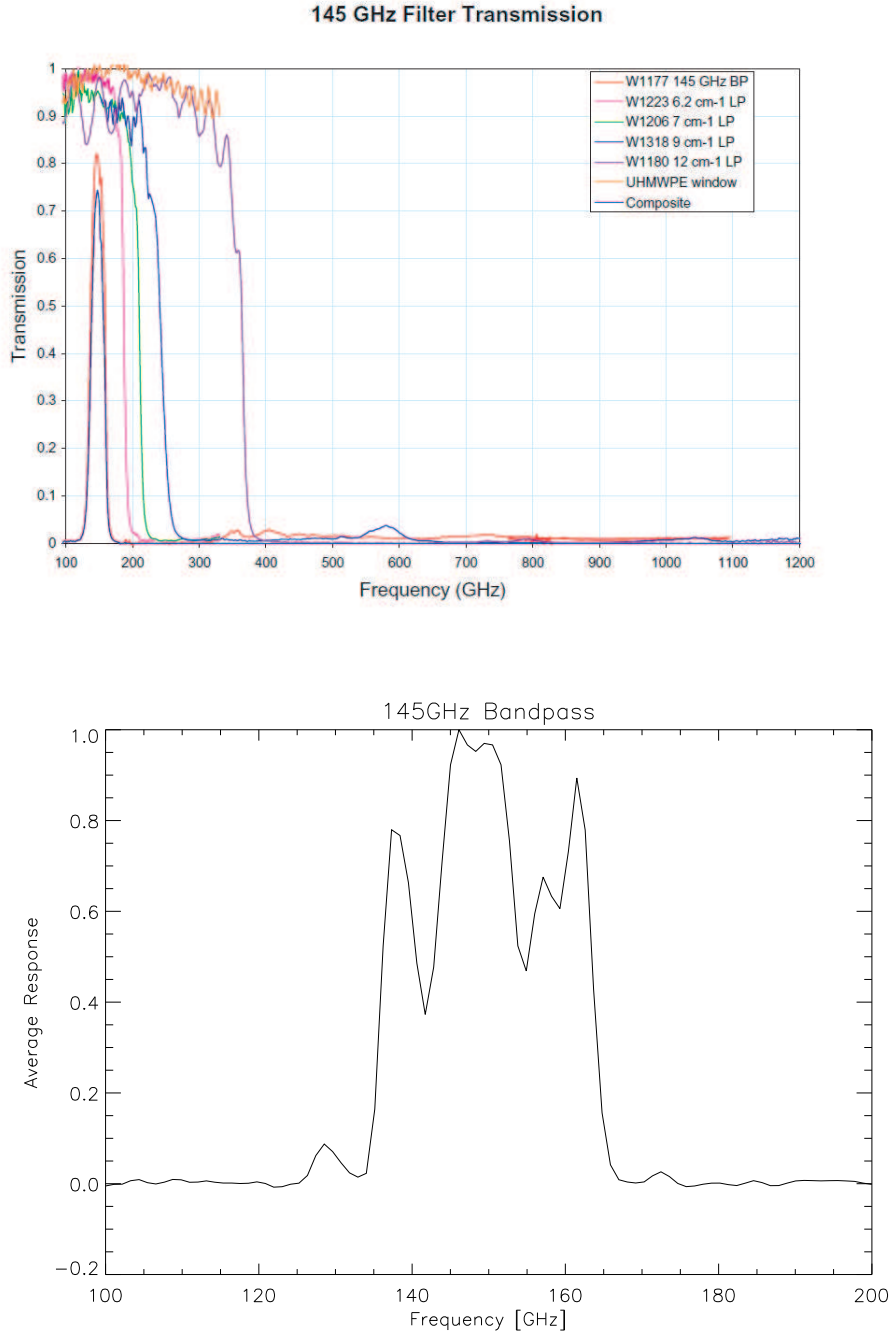 145 GHz Filter Transmission
1
0.9
0.8
0.7
0.6
0.5
0.4
0.3
0.2
0.1
0
Transmission
W1177 145 GHz BP
W1223 6.2 cm-1 LP
W1206 7 cm-1 LP
W1318 9 cm-1 LP
W1180 12 cm-1 LP
UHMWPE window
Composite
100 200 300 400 500 600 700 800 900 1000 1100 1200
Frequency (GHz)
145GHz Bandpass
1.0
0.8
0.6
0.4
0.2
0.0
-0.2
Average Response
100 120 140 160 180 200
Frequency [GHz]